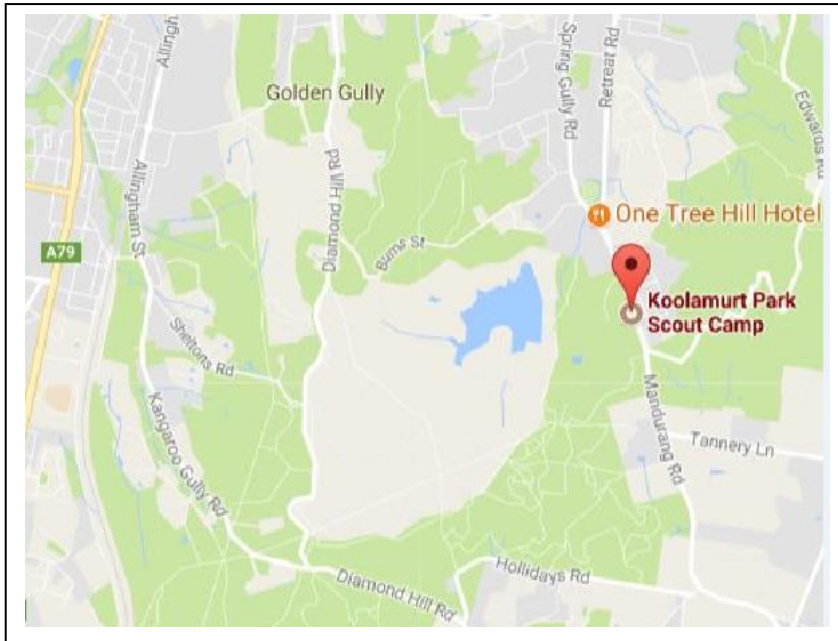 Allingh
Spring Gully Rd
Retreat Rd
Golden Gully
Edwards Rd
Allingham St
Diamond Hill Rd
One Tree Hill Hotel
A79
Burns St
Koolamurt Park
Scout Camp
Sheltons Rd
Mandurang Rd
Kangaroo Gully Rd
Tannery Ln
Hollidays Rd
Diamond Hill Rd